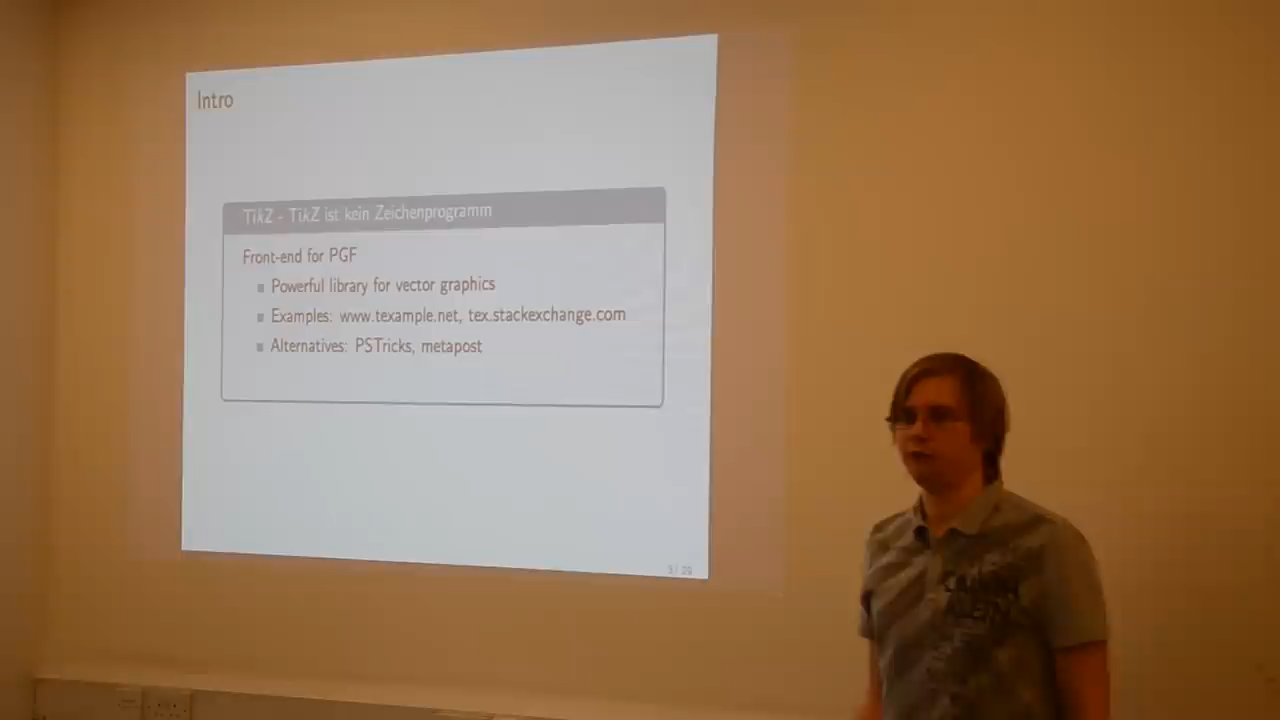 Intro
TikZ - TikZ ist kein Zeichenprogramm
Front-end for PGF
Powerful library for vector graphics
Examples: www.texample.net, tex.stackexchange.com
Alternatives: PSTricks, metapost